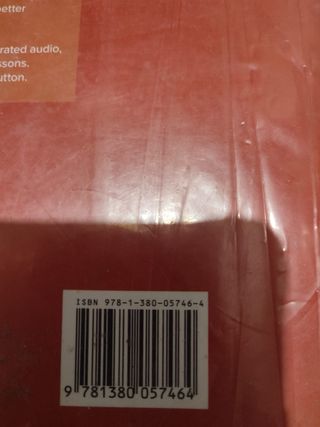 etter
rated audio,
ssons.
utton.
ISBN 978-1-380-05746-4
9 781380 057464